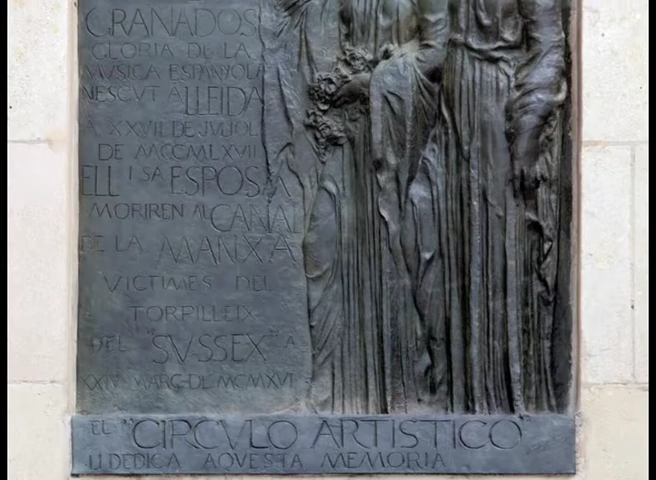 GRANADOS
GLORIA DE LA
MVSICA ESPANYOLA
NESCVT A LLEIDA
A XXVII DE JVLIOL
DE MCCMLXVII
ELL I SA ESPOSA
MORIREN AL CANAL
DE LA MANXA
VICTIMES DEL
TORPILLEIX
DEL "SVSSEX" A
XXIV MARÇ DE MCMXVI
EL "CIRCVLO ARTISTICO"
LI DEDICA AQVESTA MEMORIA